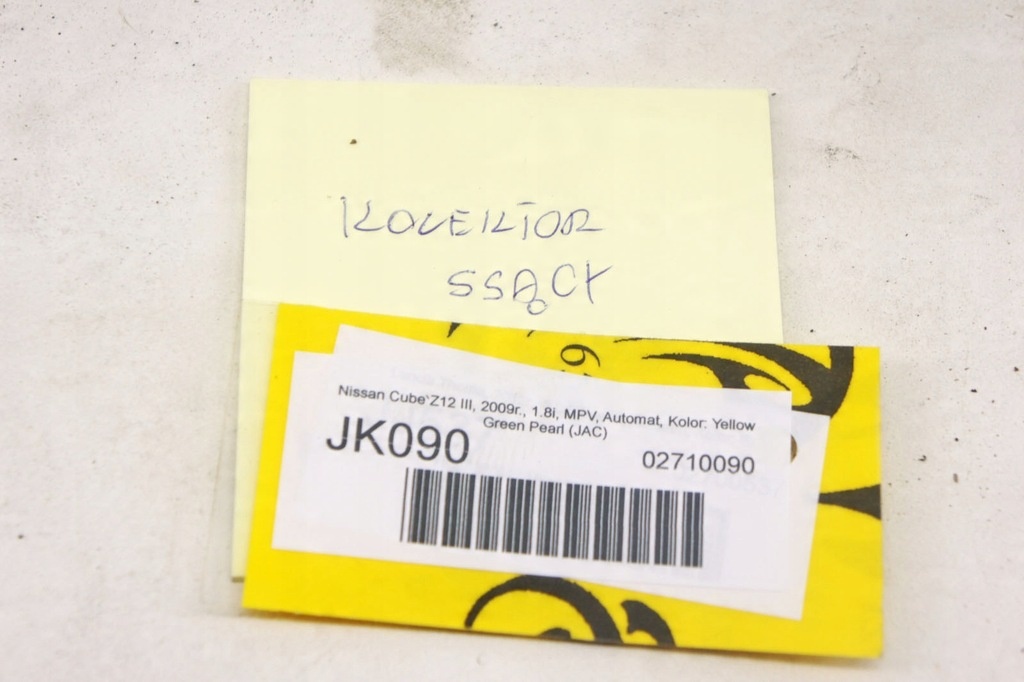 KOLEKTOR
SSĄCY
Nissan Cube`Z12 III, 2009r., 1.8i, MPV, Automat, Kolor: Yellow
Green Pearl (JAC)
JK090
02710090